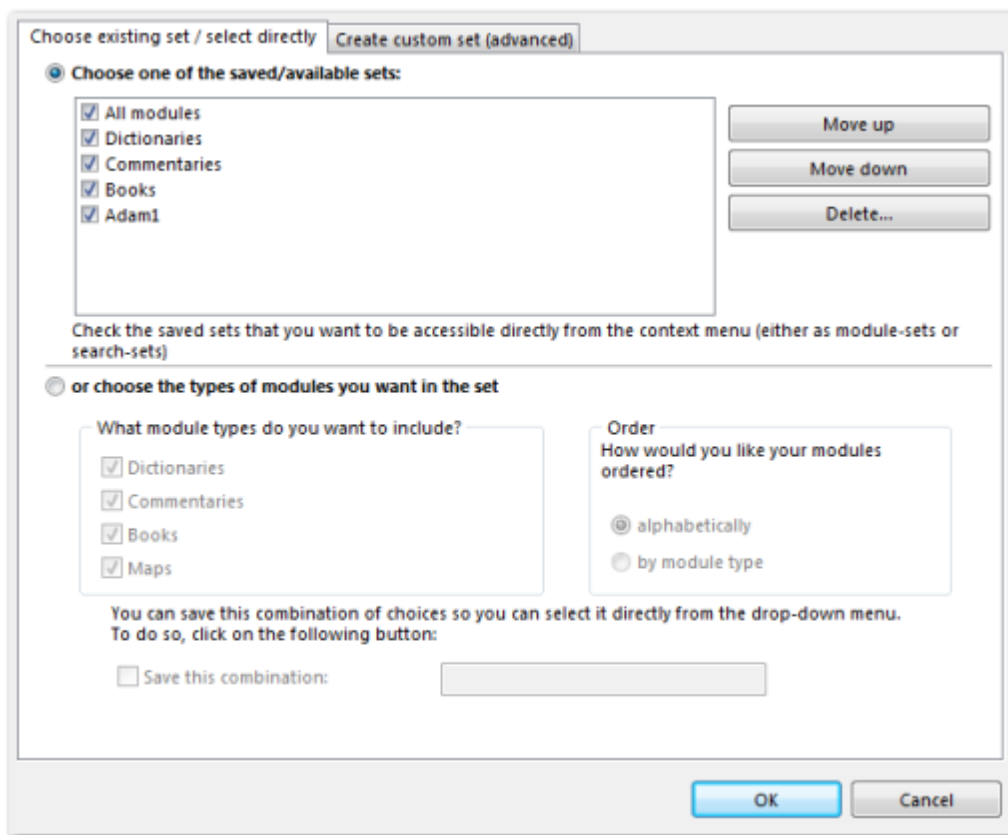 Choose existing set / select directly
Create custom set (advanced)
Choose one of the saved/available sets:
All modules
Dictionaries
Commentaries
Books
Adam1
Move up
Move down
Delete...
Check the saved sets that you want to be accessible directly from the context menu (either as module-sets or
search-sets)
or choose the types of modules you want in the set
What module types do you want to include?
Dictionaries
Commentaries
Books
Maps
Order
How would you like your modules
ordered?
alphabetically
by module type
You can save this combination of choices so you can select it directly from the drop-down menu.
To do so, click on the following button:
Save this combination:
OK
Cancel